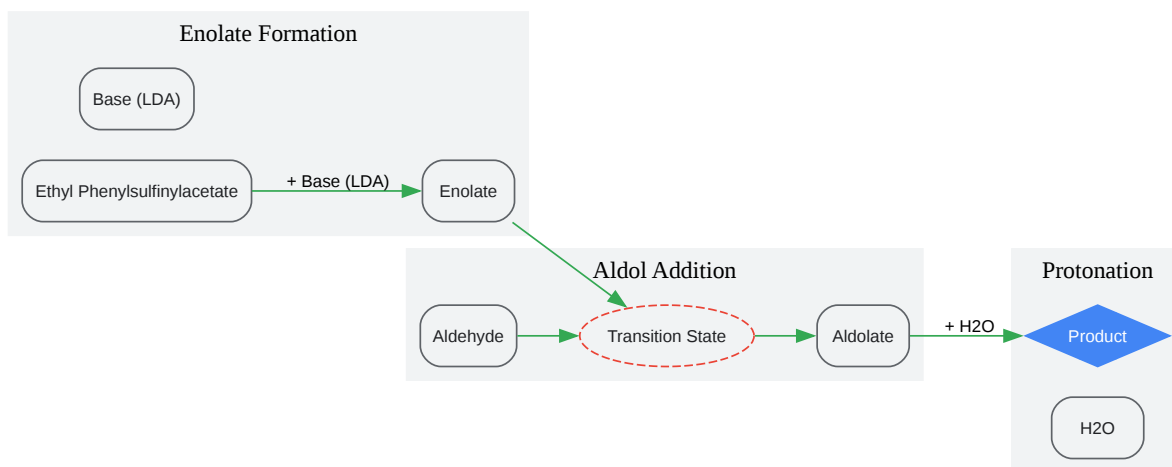 Enolate Formation
Base (LDA)
Ethyl Phenylsulfinylacetate
+ Base (LDA)
Enolate
Aldol Addition
Aldehyde
Transition State
Aldolate
+ H2O
Protonation
Product
H2O